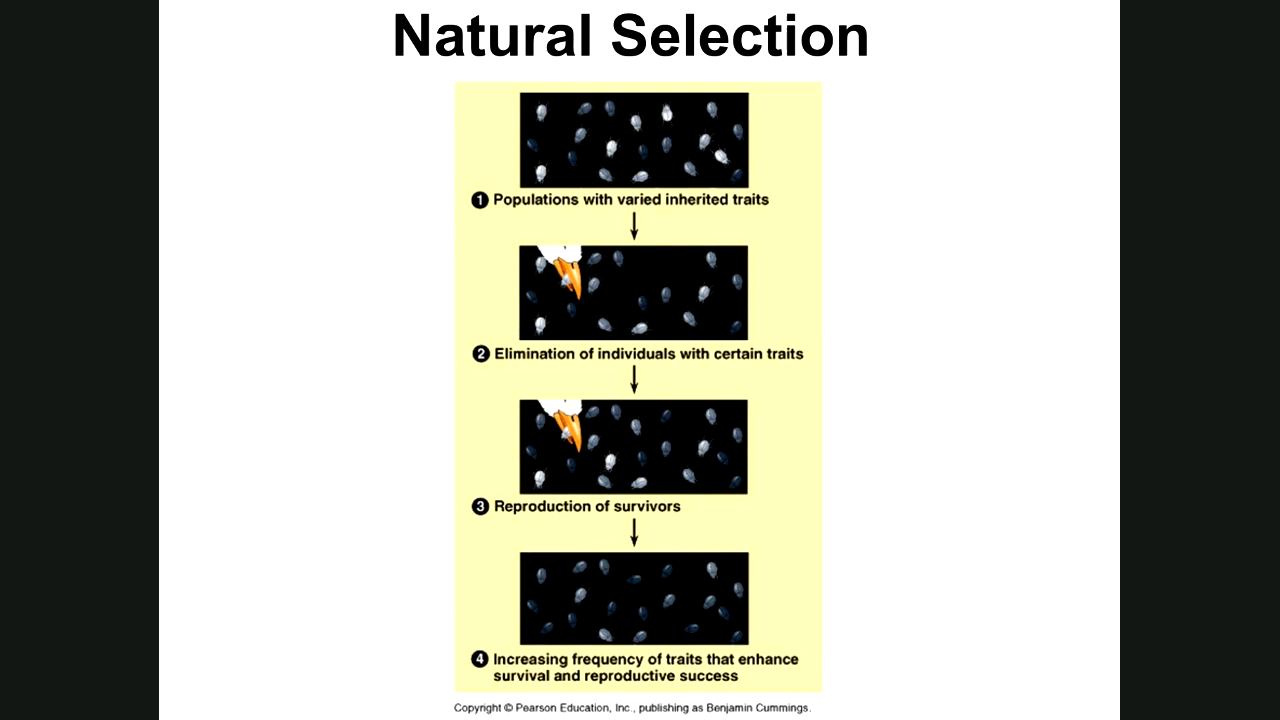 Natural Selection
1 Populations with varied inherited traits
2 Elimination of individuals with certain traits
3 Reproduction of survivors
4 Increasing frequency of traits that enhance
survival and reproductive success
Copyright © Pearson Education, Inc., publishing as Benjamin Cummings.